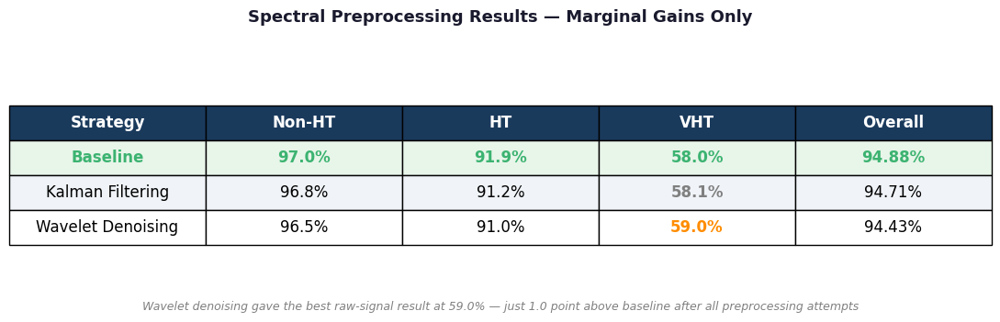 Spectral Preprocessing Results — Marginal Gains Only
Strategy Non-HT HT VHT Overall
Baseline 97.0% 91.9% 58.0% 94.88%
Kalman Filtering 96.8% 91.2% 58.1% 94.71%
Wavelet Denoising 96.5% 91.0% 59.0% 94.43%
Wavelet denoising gave the best raw-signal result at 59.0% — just 1.0 point above baseline after all preprocessing attempts